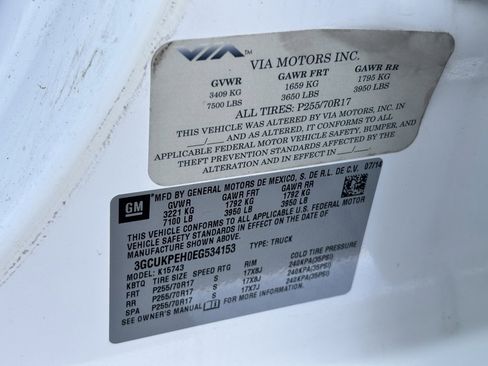 VIA™
VIA MOTORS INC.
GVWR GAWR FRT GAWR RR
3409 KG 1659 KG 1795 KG
7500 LBS 3650 LBS 3950 LBS
ALL TIRES: P255/70R17
THIS VEHICLE WAS ALTERED BY VIA MOTORS, INC. IN
__/__ AND AS ALTERED, IT CONFORMS TO ALL
APPLICABLE FEDERAL MOTOR VEHICLE SAFETY, BUMPER, AND
THEFT PREVENTION STANDARDS AFFECTED BY THE
ALTERATION AND IN EFFECT IN __/__.
GM
MFD BY GENERAL MOTORS DE MEXICO, S. DE R.L. DE C.V. 07/14
GVWR GAWR FRT GAWR RR
3221 KG 1792 KG 1792 KG
7100 LB 3950 LB 3950 LB
THIS VEHICLE CONFORMS TO ALL APPLICABLE U.S. FEDERAL MOTOR
VEHICLE SAFETY STANDARDS IN EFFECT ON THE DATE OF
MANUFACTURE SHOWN ABOVE.
3GCUKPEH0EG534153 TYPE: TRUCK
MODEL: K15743
KBTQ TIRE SIZE SPEED RTG RIM COLD TIRE PRESSURE
FRT P255/70R17 S 17X8J 240KPA(35PSI)
RR P255/70R17 S 17X8J 240KPA(35PSI)
SPA P255/70R17 S 17X7J 240KPA(35PSI)
SEE OWNER'S MANUAL FOR MORE INFORMATION.